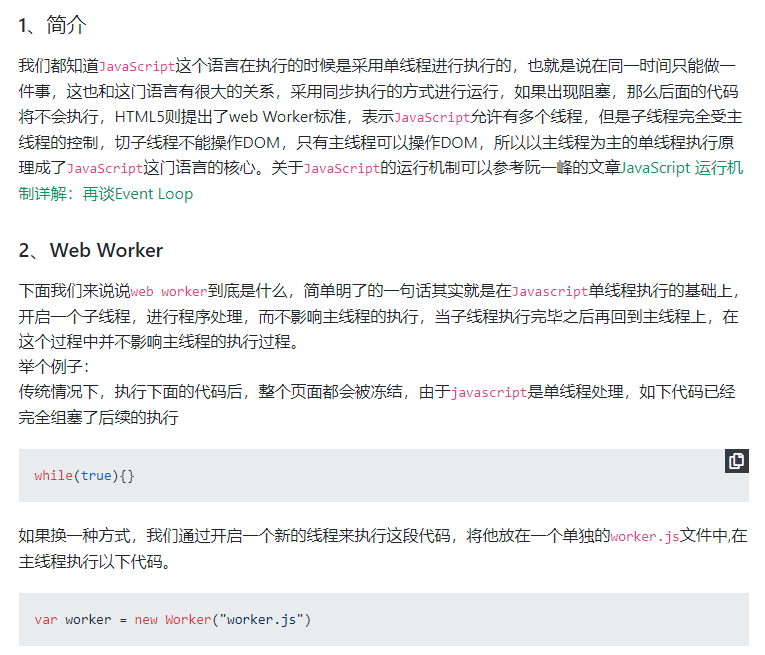 1、简介
我们都知道JavaScript这个语言在执行的时候是采用单线程进行执行的，也就是说在同一时间只能做一
件事，这也和这门语言有很大的关系，采用同步执行的方式进行运行，如果出现阻塞，那么后面的代码
将不会执行，HTML5则提出了web Worker标准，表示JavaScript允许有多个线程，但是子线程完全受主
线程的控制，切子线程不能操作DOM，只有主线程可以操作DOM，所以以主线程为主的单线程执行原
理成了JavaScript这门语言的核心。关于JavaScript的运行机制可以参考阮一峰的文章JavaScript 运行机
制详解：再谈Event Loop
2、Web Worker
下面我们来说说web worker到底是什么，简单明了的一句话其实就是在Javascript单线程执行的基础上，
开启一个子线程，进行程序处理，而不影响主线程的执行，当子线程执行完毕之后再回到主线程上，在
这个过程中并不影响主线程的执行过程。
举个例子：
传统情况下，执行下面的代码后，整个页面都会被冻结，由于javascript是单线程处理，如下代码已经
完全组塞了后续的执行
while(true){}
如果换一种方式，我们通过开启一个新的线程来执行这段代码，将他放在一个单独的worker.js文件中,在
主线程执行以下代码。
var worker = new Worker("worker.js")